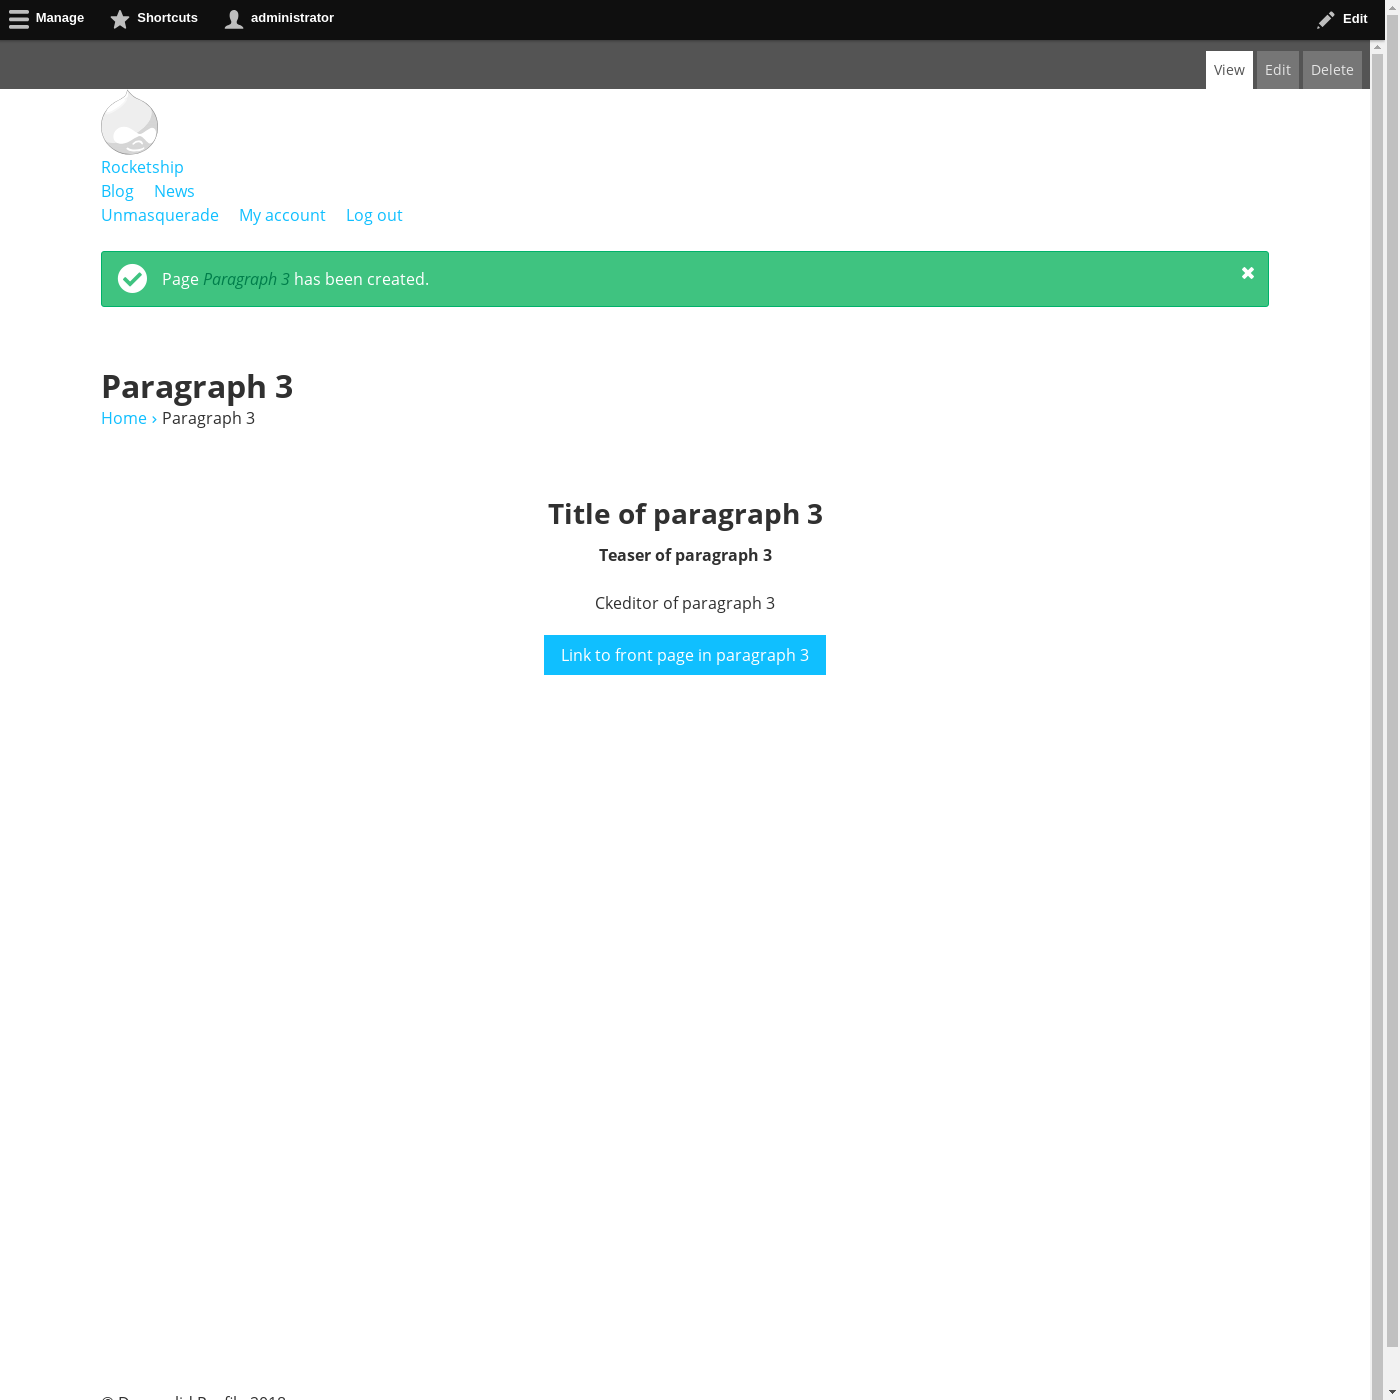 Manage Shortcuts administrator Edit
View Edit Delete
Rocketship
Blog News
Unmasquerade My account Log out
Page Paragraph 3 has been created.
Paragraph 3
Home › Paragraph 3
Title of paragraph 3
Teaser of paragraph 3
Ckeditor of paragraph 3
Link to front page in paragraph 3